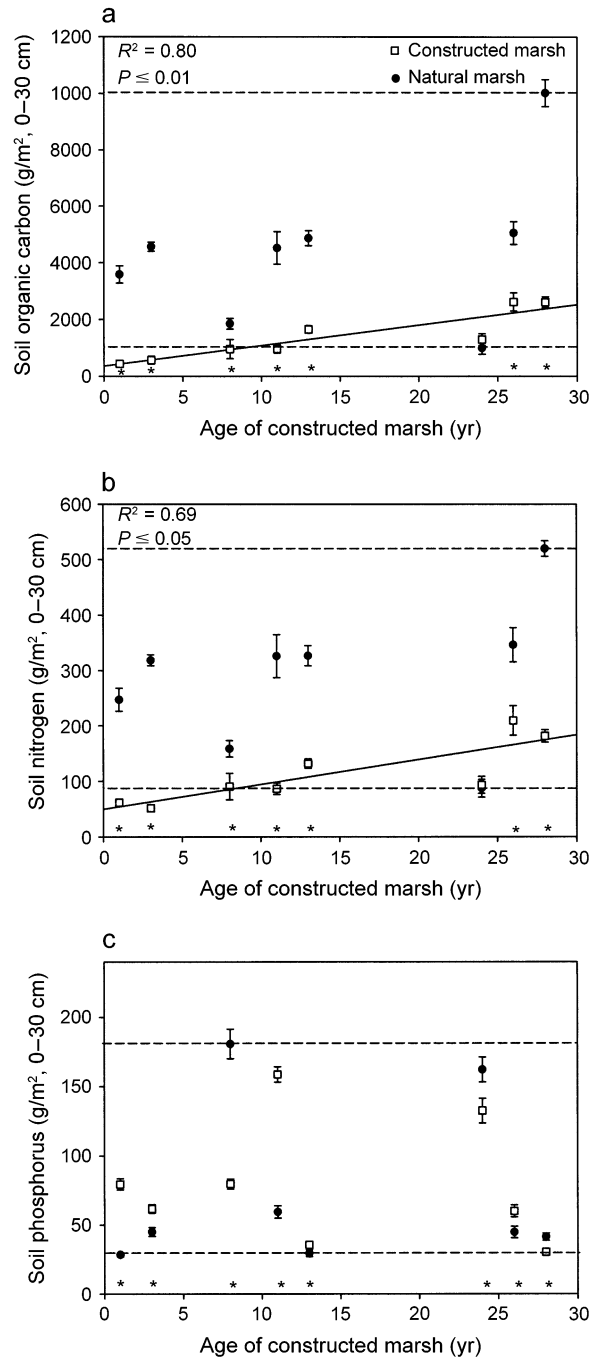 a
R² = 0.80
P ≤ 0.01
□ Constructed marsh
● Natural marsh
Soil organic carbon (g/m², 0–30 cm)
1200
1000
8000
6000
4000
2000
0
* * * * * * *
0 5 10 15 20 25 30
Age of constructed marsh (yr)
b
R² = 0.69
P ≤ 0.05
Soil nitrogen (g/m², 0–30 cm)
600
500
400
300
200
100
0
* * * * * * *
0 5 10 15 20 25 30
Age of constructed marsh (yr)
c
Soil phosphorus (g/m², 0–30 cm)
200
150
100
50
0
* * * * * * * *
0 5 10 15 20 25 30
Age of constructed marsh (yr)